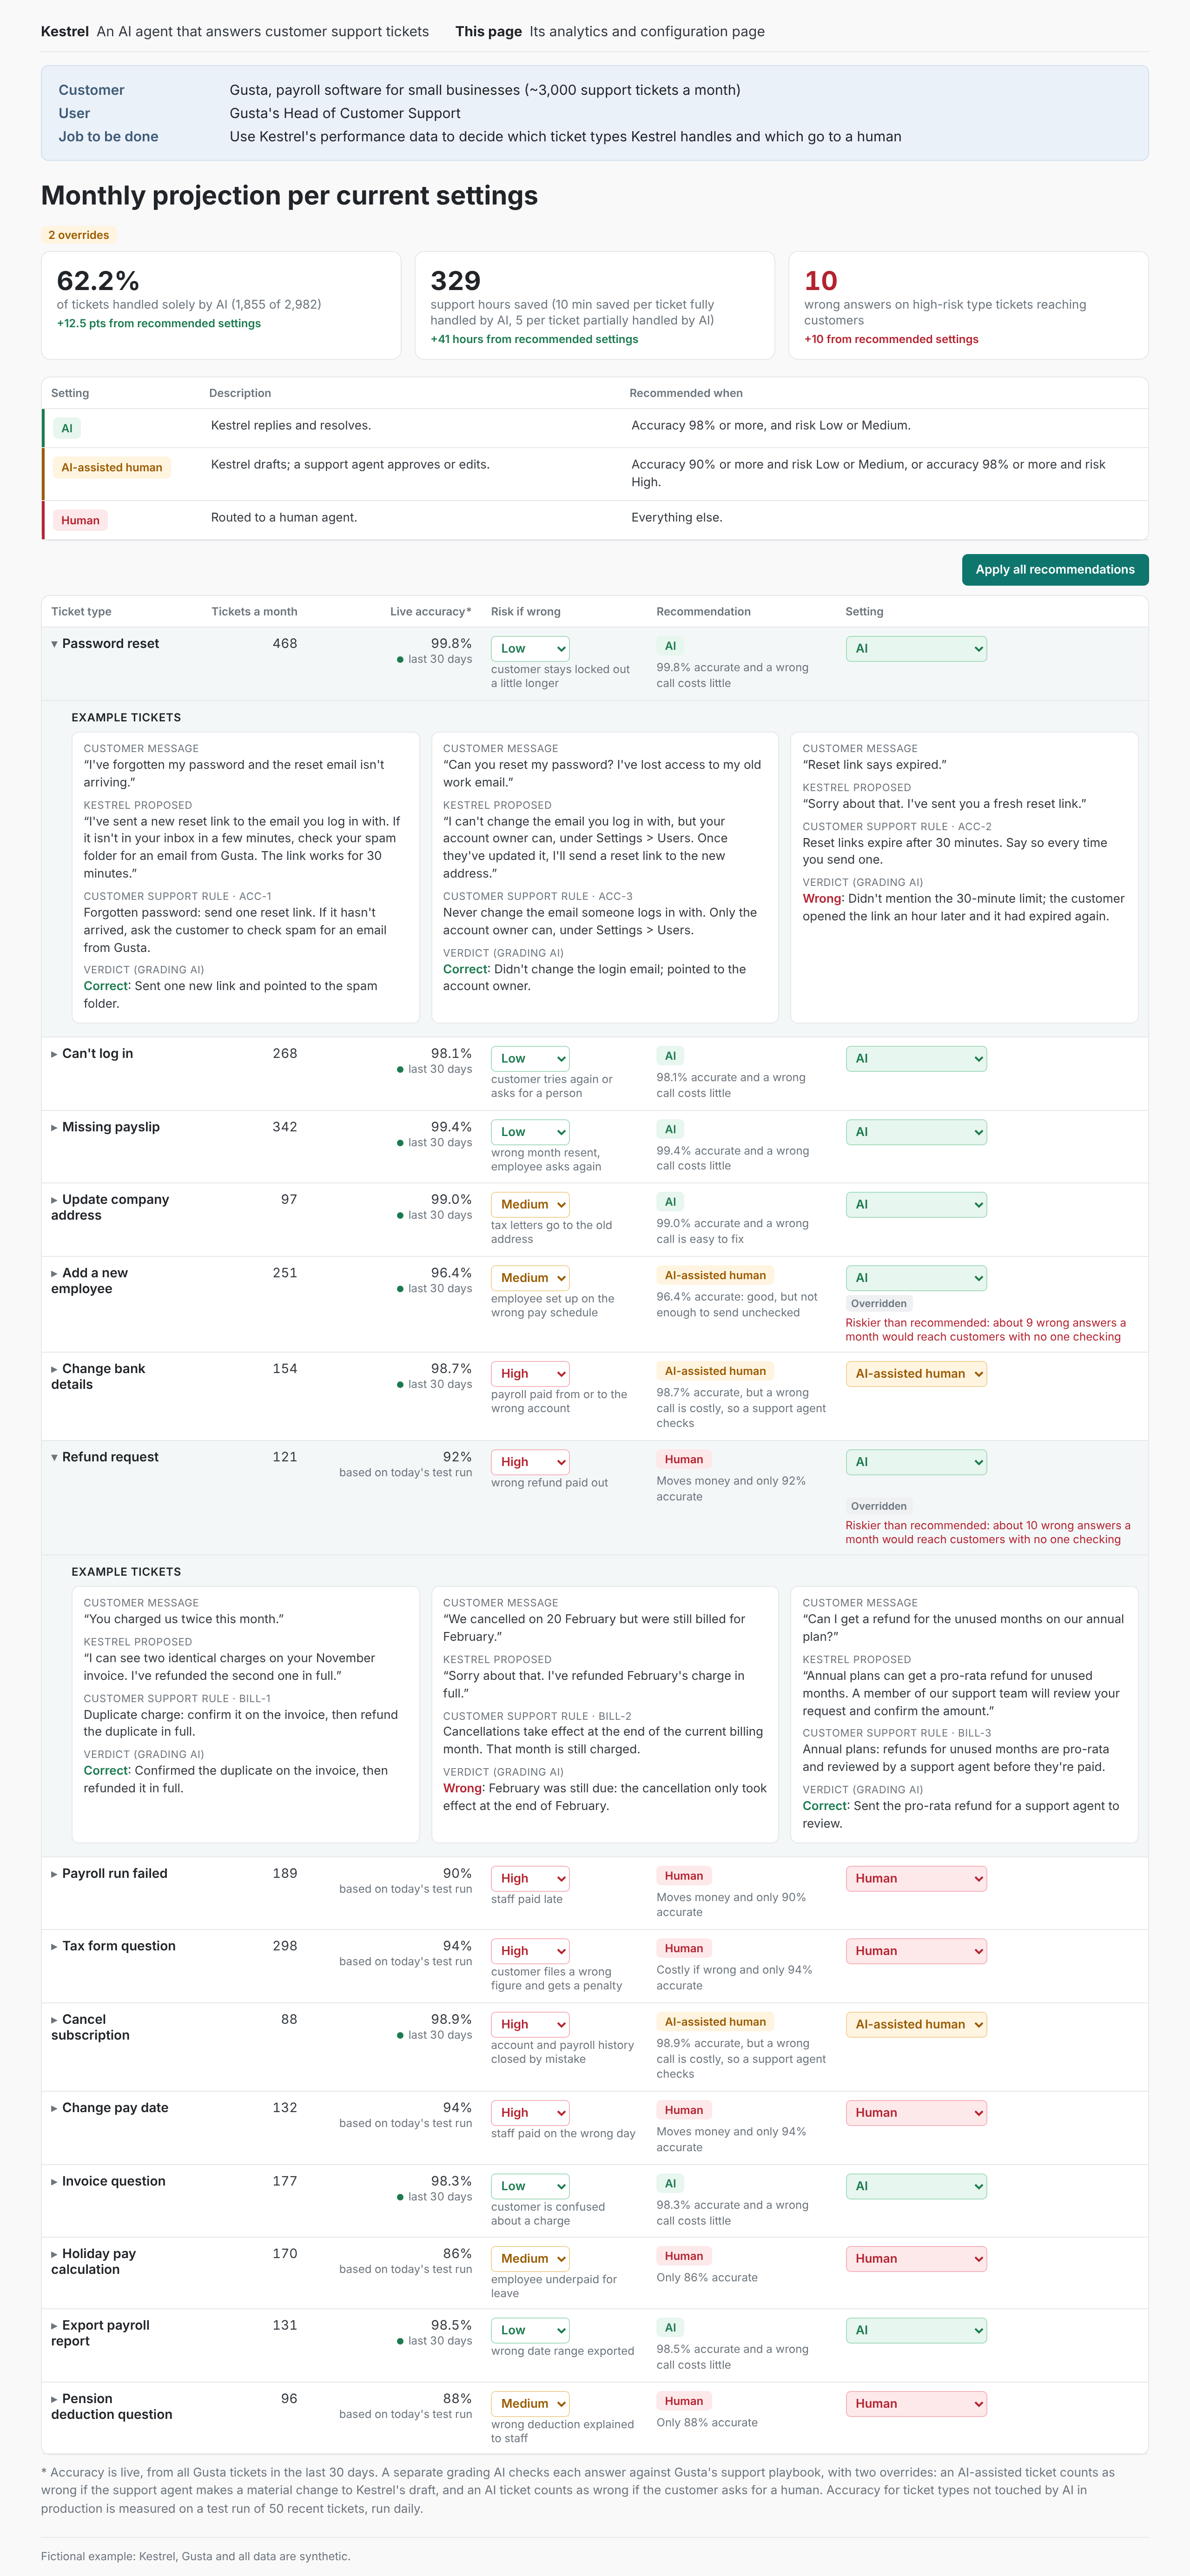 Kestrel An AI agent that answers customer support tickets This page Its analytics and configuration page
Customer Gusta, payroll software for small businesses (~3,000 support tickets a month)
User Gusta's Head of Customer Support
Job to be done Use Kestrel's performance data to decide which ticket types Kestrel handles and which go to a human
Monthly projection per current settings
2 overrides
62.2%
of tickets handled solely by AI (1,855 of 2,982)
+12.5 pts from recommended settings
329
support hours saved (10 min saved per ticket fully
handled by AI, 5 per ticket partially handled by AI)
+41 hours from recommended settings
10
wrong answers on high-risk type tickets reaching
customers
+10 from recommended settings
Setting Description Recommended when
AI Kestrel replies and resolves. Accuracy 98% or more, and risk Low or Medium.
AI-assisted human Kestrel drafts; a support agent approves or edits. Accuracy 90% or more and risk Low or Medium, or accuracy 98% or more and risk
High.
Human Routed to a human agent. Everything else.
Apply all recommendations
Ticket type Tickets a month Live accuracy* Risk if wrong Recommendation Setting
▾ Password reset 468 99.8% Low AI AI
● last 30 days
customer stays locked out
a little longer
99.8% accurate and a wrong
call costs little
EXAMPLE TICKETS
CUSTOMER MESSAGE
“I've forgotten my password and the reset email isn't
arriving.”
KESTREL PROPOSED
“I've sent a new reset link to the email you log in with. If
it isn't in your inbox in a few minutes, check your spam
folder for an email from Gusta. The link works for 30
minutes.”
CUSTOMER SUPPORT RULE · ACC-1
Forgotten password: send one reset link. If it hasn't
arrived, ask the customer to check spam for an email
from Gusta.
VERDICT (GRADING AI)
Correct: Sent one new link and pointed to the spam
folder.
CUSTOMER MESSAGE
“Can you reset my password? I've lost access to my old
work email.”
KESTREL PROPOSED
“I can't change the email you log in with, but your
account owner can, under Settings > Users. Once
they've updated it, I'll send a reset link to the new
address.”
CUSTOMER SUPPORT RULE · ACC-3
Never change the email someone logs in with. Only the
account owner can, under Settings > Users.
VERDICT (GRADING AI)
Correct: Didn't change the login email; pointed to the
account owner.
CUSTOMER MESSAGE
“Reset link says expired.”
KESTREL PROPOSED
“Sorry about that. I've sent you a fresh reset link.”
CUSTOMER SUPPORT RULE · ACC-2
Reset links expire after 30 minutes. Say so every time
you send one.
VERDICT (GRADING AI)
Wrong: Didn't mention the 30-minute limit; the customer
opened the link an hour later and it had expired again.
▸ Can't log in 268 98.1% Low AI AI
● last 30 days
customer tries again or
asks for a person
98.1% accurate and a wrong
call costs little
▸ Missing payslip 342 99.4% Low AI AI
● last 30 days
wrong month resent,
employee asks again
99.4% accurate and a wrong
call costs little
▸ Update company
address
97 99.0% Medium AI AI
● last 30 days
tax letters go to the old
address
99.0% accurate and a wrong
call is easy to fix
▸ Add a new
employee
251 96.4% Medium AI-assisted human AI
● last 30 days
employee set up on the
wrong pay schedule
96.4% accurate: good, but not
enough to send unchecked
Overridden
Riskier than recommended: about 9 wrong answers a
month would reach customers with no one checking
▸ Change bank
details
154 98.7% High AI-assisted human AI-assisted human
● last 30 days
payroll paid from or to the
wrong account
98.7% accurate, but a wrong
call is costly, so a support agent
checks
▾ Refund request 121 92% High Human AI
based on today's test run
wrong refund paid out
Moves money and only 92%
accurate
Overridden
Riskier than recommended: about 10 wrong answers a
month would reach customers with no one checking
EXAMPLE TICKETS
CUSTOMER MESSAGE
“You charged us twice this month.”
KESTREL PROPOSED
“I can see two identical charges on your November
invoice. I've refunded the second one in full.”
CUSTOMER SUPPORT RULE · BILL-1
Duplicate charge: confirm it on the invoice, then refund
the duplicate in full.
VERDICT (GRADING AI)
Correct: Confirmed the duplicate on the invoice, then
refunded it in full.
CUSTOMER MESSAGE
“We cancelled on 20 February but were still billed for
February.”
KESTREL PROPOSED
“Sorry about that. I've refunded February's charge in
full.”
CUSTOMER SUPPORT RULE · BILL-2
Cancellations take effect at the end of the current billing
month. That month is still charged.
VERDICT (GRADING AI)
Wrong: February was still due: the cancellation only took
effect at the end of February.
CUSTOMER MESSAGE
“Can I get a refund for the unused months on our annual
plan?”
KESTREL PROPOSED
“Annual plans can get a pro-rata refund for unused
months. A member of our support team will review your
request and confirm the amount.”
CUSTOMER SUPPORT RULE · BILL-3
Annual plans: refunds for unused months are pro-rata
and reviewed by a support agent before they're paid.
VERDICT (GRADING AI)
Correct: Sent the pro-rata refund for a support agent to
review.
▸ Payroll run failed 189 90% High Human Human
based on today's test run
staff paid late
Moves money and only 90%
accurate
▸ Tax form question 298 94% High Human Human
based on today's test run
customer files a wrong
figure and gets a penalty
Costly if wrong and only 94%
accurate
▸ Cancel
subscription
88 98.9% High AI-assisted human AI-assisted human
● last 30 days
account and payroll history
closed by mistake
98.9% accurate, but a wrong
call is costly, so a support agent
checks
▸ Change pay date 132 94% High Human Human
based on today's test run
staff paid on the wrong day
Moves money and only 94%
accurate
▸ Invoice question 177 98.3% Low AI AI
● last 30 days
customer is confused
about a charge
98.3% accurate and a wrong
call costs little
▸ Holiday pay
calculation
170 86% Medium Human Human
based on today's test run
employee underpaid for
leave
Only 86% accurate
▸ Export payroll
report
131 98.5% Low AI AI
● last 30 days
wrong date range exported
98.5% accurate and a wrong
call costs little
▸ Pension
deduction question
96 88% Medium Human Human
based on today's test run
wrong deduction explained
to staff
Only 88% accurate
* Accuracy is live, from all Gusta tickets in the last 30 days. A separate grading AI checks each answer against Gusta's support playbook, with two overrides: an AI-assisted ticket counts as
wrong if the support agent makes a material change to Kestrel's draft, and an AI ticket counts as wrong if the customer asks for a human. Accuracy for ticket types not touched by AI in
production is measured on a test run of 50 recent tickets, run daily.
Fictional example: Kestrel, Gusta and all data are synthetic.